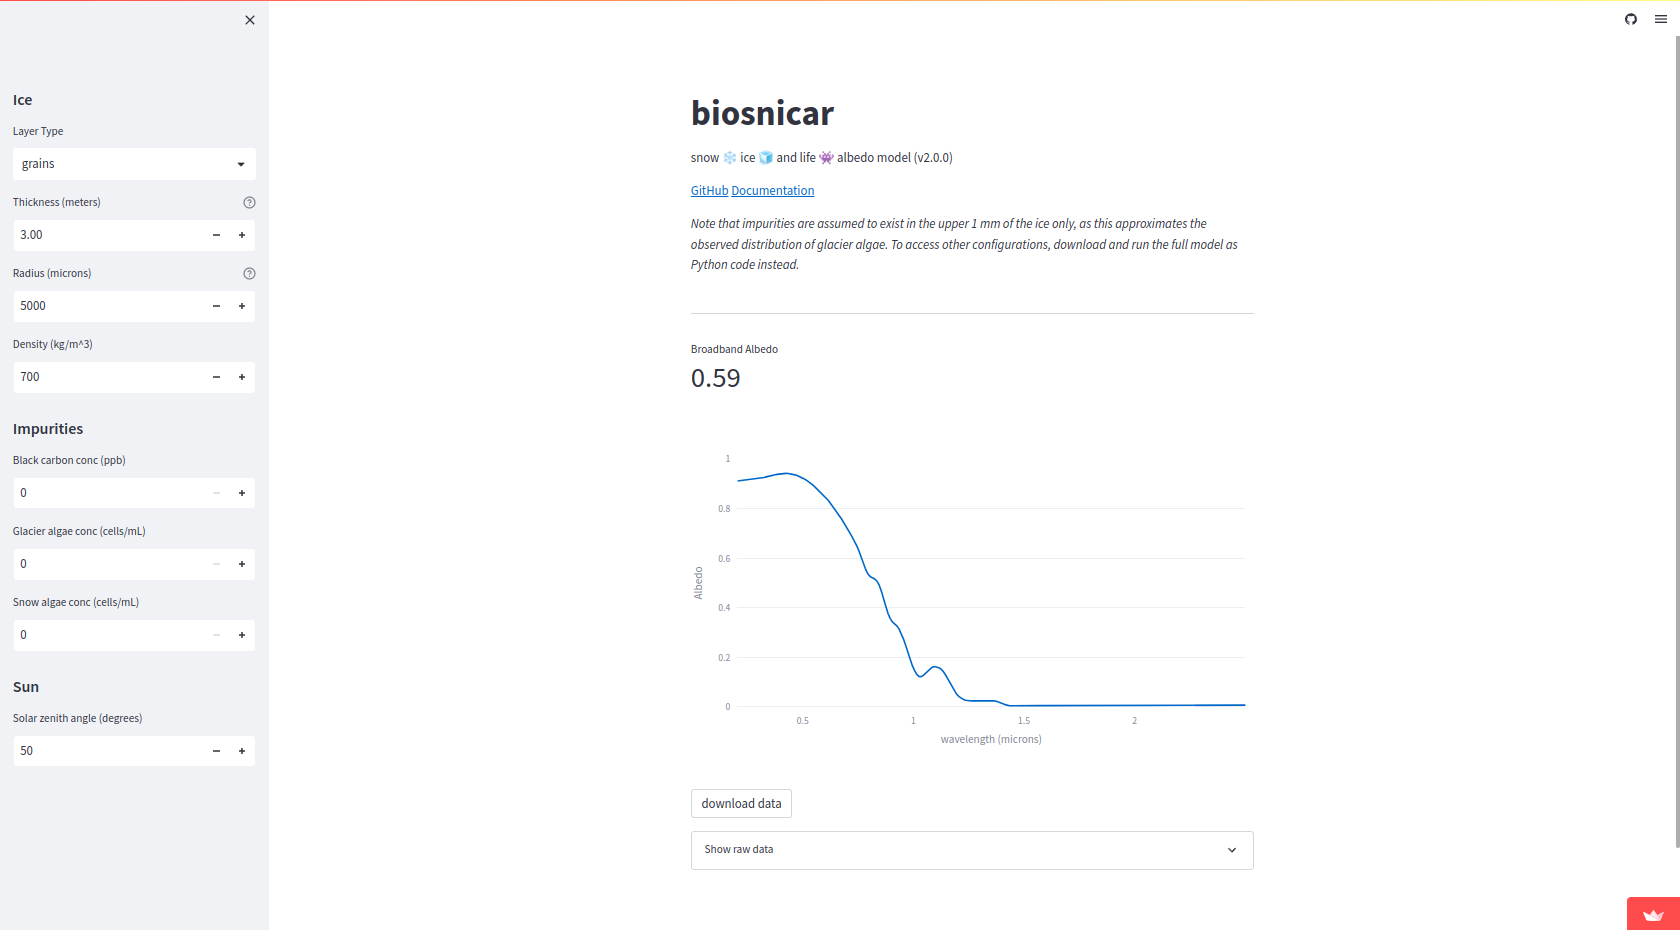 Ice
Layer Type
grains
Thickness (meters)
3.00
Radius (microns)
5000
Density (kg/m^3)
700
Impurities
Black carbon conc (ppb)
0
Glacier algae conc (cells/mL)
0
Snow algae conc (cells/mL)
0
Sun
Solar zenith angle (degrees)
50
biosnicar
snow ❄️ ice 🧊 and life 👾 albedo model (v2.0.0)
GitHub Documentation
Note that impurities are assumed to exist in the upper 1 mm of the ice only, as this approximates the
observed distribution of glacier algae. To access other configurations, download and run the full model as
Python code instead.
Broadband Albedo
0.59
1
0.8
0.6
0.4
0.2
0
Albedo
0.5 1 1.5 2
wavelength (microns)
download data
Show raw data